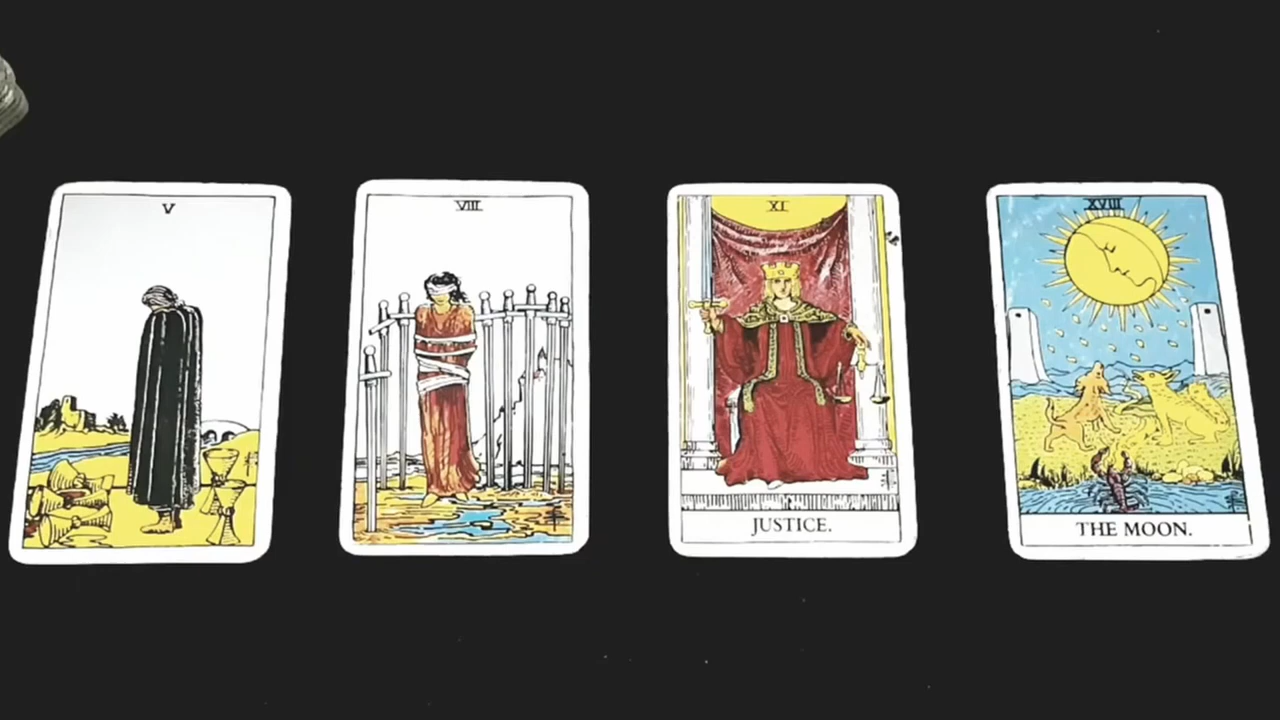 V
VIII
XI
XVIII
JUSTICE.
THE MOON.